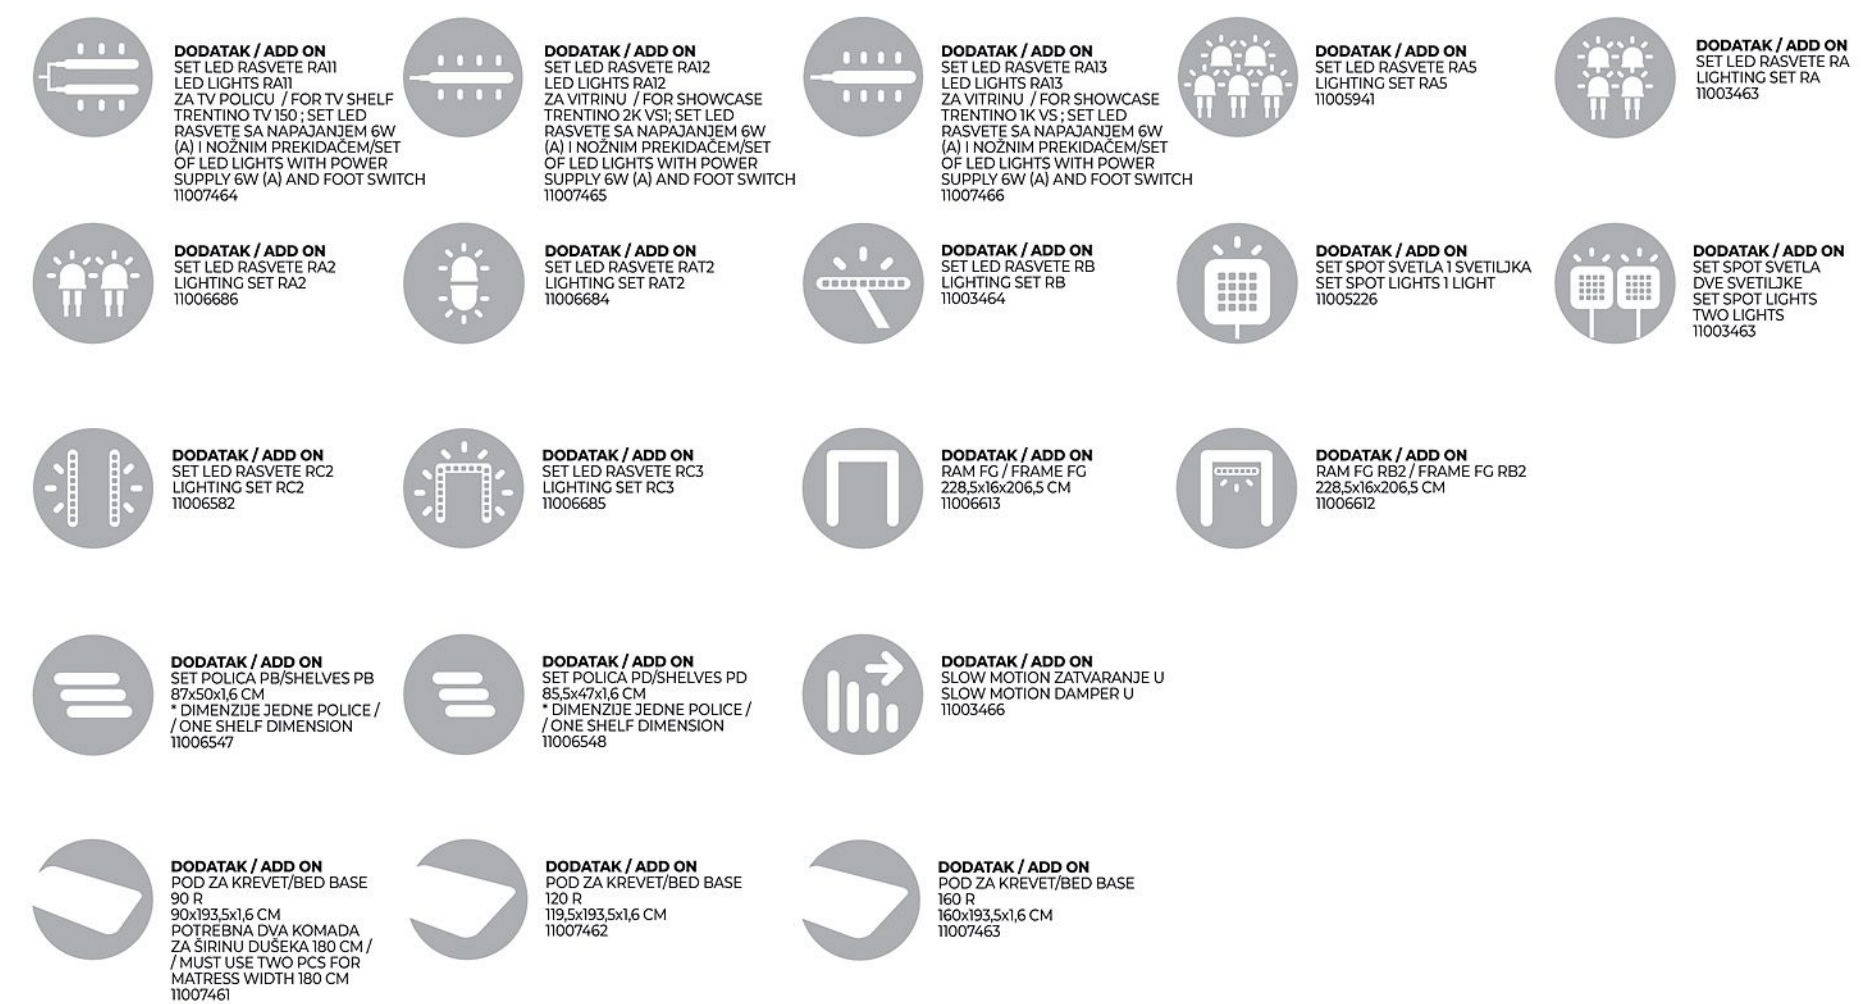 DODATAK / ADD ON
SET LED RASVETE RA11
LED LIGHTS RA11
ZA TV POLICU / FOR TV SHELF
TRENTINO TV 150 ; SET LED
RASVETE SA NAPAJANJEM 6W
(A) I NOŽNIM PREKIDAČEM/SET
OF LED LIGHTS WITH POWER
SUPPLY 6W (A) AND FOOT SWITCH
11007464
DODATAK / ADD ON
SET LED RASVETE RA12
LED LIGHTS RA12
ZA VITRINU / FOR SHOWCASE
TRENTINO 2K VS1; SET LED
RASVETE SA NAPAJANJEM 6W
(A) I NOŽNIM PREKIDAČEM/SET
OF LED LIGHTS WITH POWER
SUPPLY 6W (A) AND FOOT SWITCH
11007465
DODATAK / ADD ON
SET LED RASVETE RA13
LED LIGHTS RA13
ZA VITRINU / FOR SHOWCASE
TRENTINO 1K VS ; SET LED
RASVETE SA NAPAJANJEM 6W
(A) I NOŽNIM PREKIDAČEM/SET
OF LED LIGHTS WITH POWER
SUPPLY 6W (A) AND FOOT SWITCH
11007466
DODATAK / ADD ON
SET LED RASVETE RA5
LIGHTING SET RA5
11005941
DODATAK / ADD ON
SET LED RASVETE RA
LIGHTING SET RA
11003463
DODATAK / ADD ON
SET LED RASVETE RA2
LIGHTING SET RA2
11006686
DODATAK / ADD ON
SET LED RASVETE RAT2
LIGHTING SET RAT2
11006684
DODATAK / ADD ON
SET LED RASVETE RB
LIGHTING SET RB
11003464
DODATAK / ADD ON
SET SPOT SVETLA 1 SVETILJKA
SET SPOT LIGHTS 1 LIGHT
11005226
DODATAK / ADD ON
SET SPOT SVETLA
DVE SVETILJKE
SET SPOT LIGHTS
TWO LIGHTS
11003463
DODATAK / ADD ON
SET LED RASVETE RC2
LIGHTING SET RC2
11006582
DODATAK / ADD ON
SET LED RASVETE RC3
LIGHTING SET RC3
11006685
DODATAK / ADD ON
RAM FG / FRAME FG
228,5x16x206,5 CM
11006613
DODATAK / ADD ON
RAM FG RB2 / FRAME FG RB2
228,5x16x206,5 CM
11006612
DODATAK / ADD ON
SET POLICA PB/SHELVES PB
87x50x1,6 CM
* DIMENZIJE JEDNE POLICE /
/ ONE SHELF DIMENSION
11006547
DODATAK / ADD ON
SET POLICA PD/SHELVES PD
85,5x47x1,6 CM
* DIMENZIJE JEDNE POLICE /
/ ONE SHELF DIMENSION
11006548
DODATAK / ADD ON
SLOW MOTION ZATVARANJE U
SLOW MOTION DAMPER U
11003466
DODATAK / ADD ON
POD ZA KREVET/BED BASE
90 R
90x193,5x1,6 CM
POTREBNA DVA KOMADA
ZA ŠIRINU DUŠEKA 180 CM /
/ MUST USE TWO PCS FOR
MATRESS WIDTH 180 CM
11007461
DODATAK / ADD ON
POD ZA KREVET/BED BASE
120 R
119,5x193,5x1,6 CM
11007462
DODATAK / ADD ON
POD ZA KREVET/BED BASE
160 R
160x193,5x1,6 CM
11007463